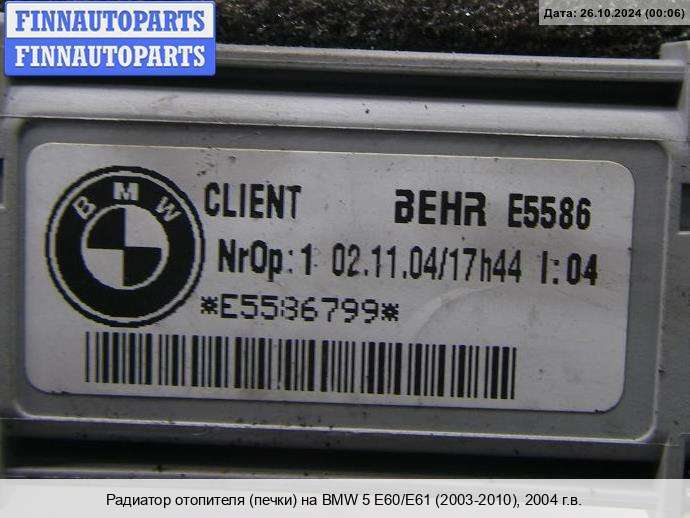 FINNAUTOPARTS
FINNAUTOPARTS
Дата: 26.10.2024 (00:06)
BMW
CLIENT BEHR E5586
NrOp: 1 02.11.04/17h44 I: 04
*E5586799*
Радиатор отопителя (печки) на BMW 5 E60/E61 (2003-2010), 2004 г.в.